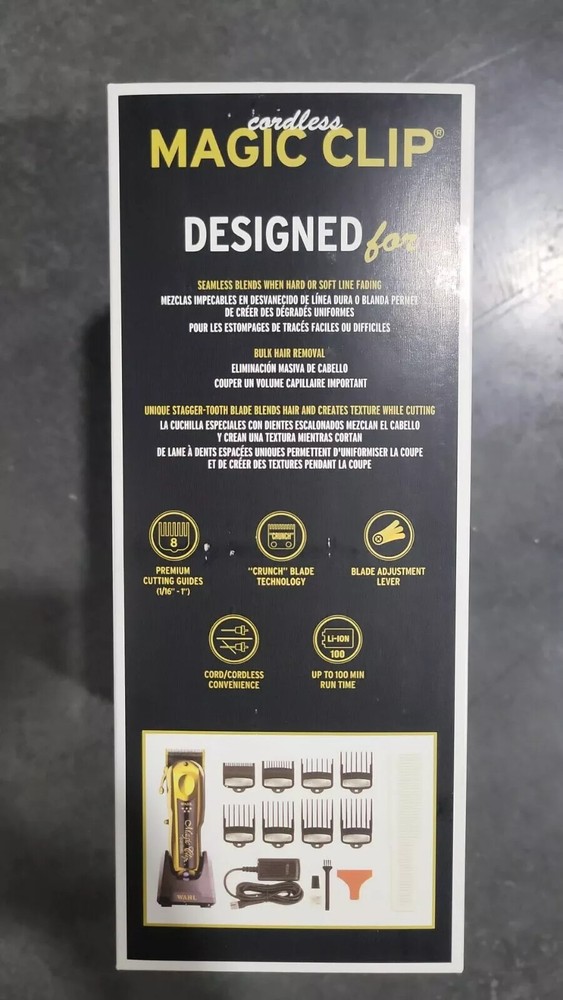 cordless
MAGIC CLIP®
DESIGNED for
SEAMLESS BLENDS WHEN HARD OR SOFT LINE FADING
MEZCLAS IMPECABLES EN DESVANECIDO DE LÍNEA DURA O BLANDA PERMET
DE CRÉER DES DÉGRADÉS UNIFORMES
POUR LES ESTOMPAGES DE TRACÉS FACILES OU DIFFICILES
BULK HAIR REMOVAL
ELIMINACIÓN MASIVA DE CABELLO
COUPER UN VOLUME CAPILLAIRE IMPORTANT
UNIQUE STAGGER-TOOTH BLADE BLENDS HAIR AND CREATES TEXTURE WHILE CUTTING
LA CUCHILLA ESPECIALES CON DIENTES ESCALONADOS MEZCLAN EL CABELLO
Y CREAN UNA TEXTURA MIENTRAS CORTAN
DE LAME À DENTS ESPACÉES UNIQUES PERMETTENT D'UNIFORMISER LA COUPE
ET DE CRÉER DES TEXTURES PENDANT LA COUPE
8
"CRUNCH"
PREMIUM
CUTTING GUIDES
(1/16" - 1")
"CRUNCH" BLADE
TECHNOLOGY
BLADE ADJUSTMENT
LEVER
LI-ION
100
CORD/CORDLESS
CONVENIENCE
UP TO 100 MIN
RUN TIME
Magic Clip
WAHL